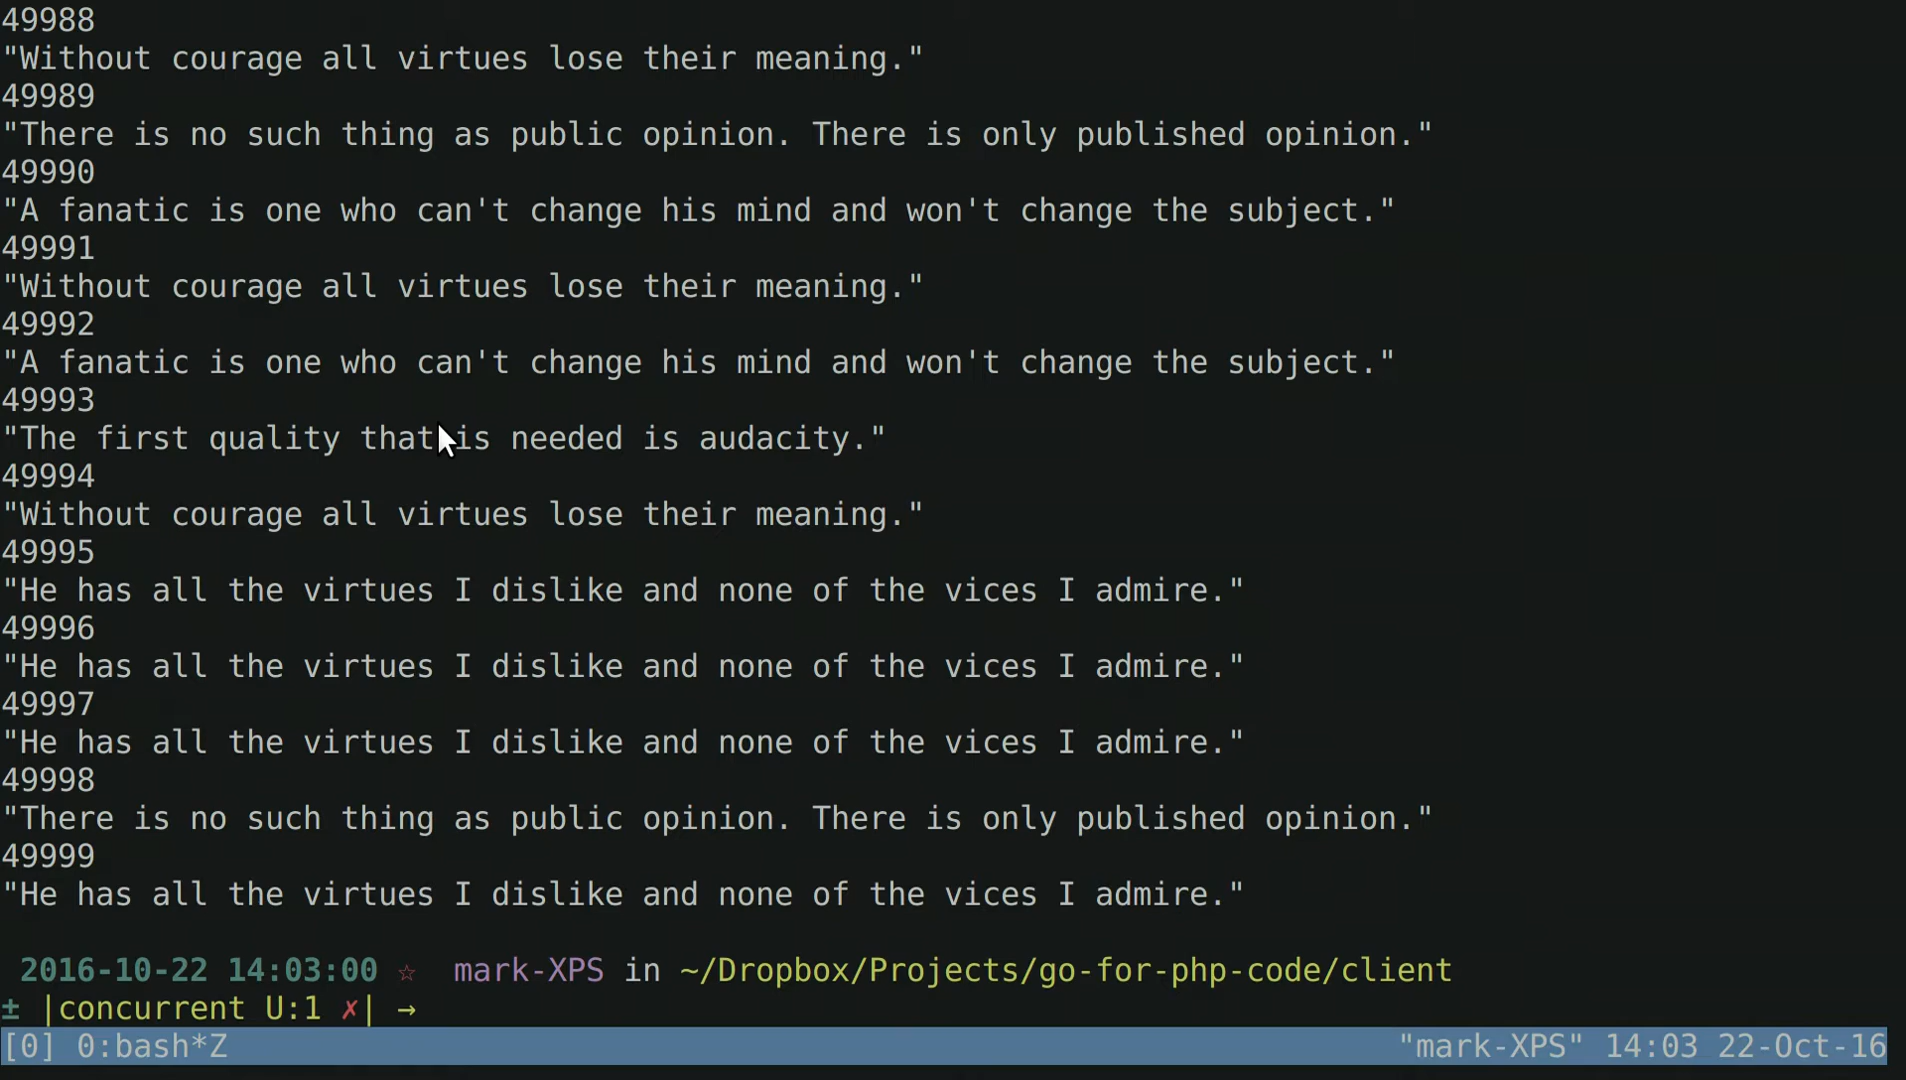 49988
"Without courage all virtues lose their meaning."
49989
"There is no such thing as public opinion. There is only published opinion."
49990
"A fanatic is one who can't change his mind and won't change the subject."
49991
"Without courage all virtues lose their meaning."
49992
"A fanatic is one who can't change his mind and won't change the subject."
49993
"The first quality that is needed is audacity."
49994
"Without courage all virtues lose their meaning."
49995
"He has all the virtues I dislike and none of the vices I admire."
49996
"He has all the virtues I dislike and none of the vices I admire."
49997
"He has all the virtues I dislike and none of the vices I admire."
49998
"There is no such thing as public opinion. There is only published opinion."
49999
"He has all the virtues I dislike and none of the vices I admire."
2016-10-22 14:03:00 ☆ mark-XPS in ~/Dropbox/Projects/go-for-php-code/client
± |concurrent U:1 ✗| →
[0] 0:bash*Z "mark-XPS" 14:03 22-Oct-16